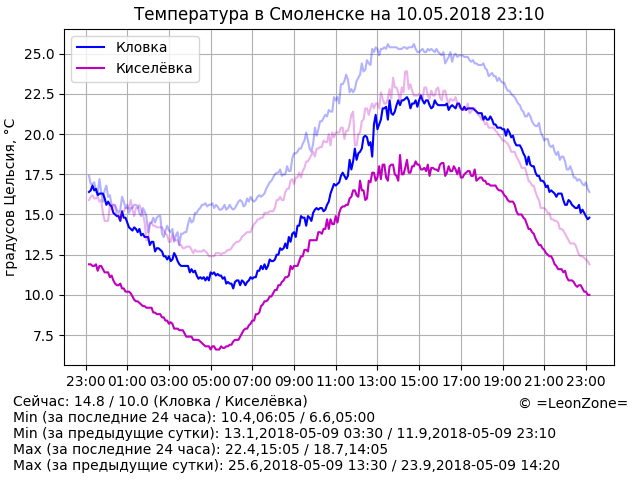 Температура в Смоленске на 10.05.2018 23:10
Кловка
Киселёвка
градусов Цельсия, °C
25.0
22.5
20.0
17.5
15.0
12.5
10.0
7.5
23:00 01:00 03:00 05:00 07:00 09:00 11:00 13:00 15:00 17:00 19:00 21:00 23:00
Сейчас: 14.8 / 10.0 (Кловка / Киселёвка)
© =LeonZone=
Min (за последние 24 часа): 10.4,06:05 / 6.6,05:00
Min (за предыдущие сутки): 13.1,2018-05-09 03:30 / 11.9,2018-05-09 23:10
Max (за последние 24 часа): 22.4,15:05 / 18.7,14:05
Max (за предыдущие сутки): 25.6,2018-05-09 13:30 / 23.9,2018-05-09 14:20